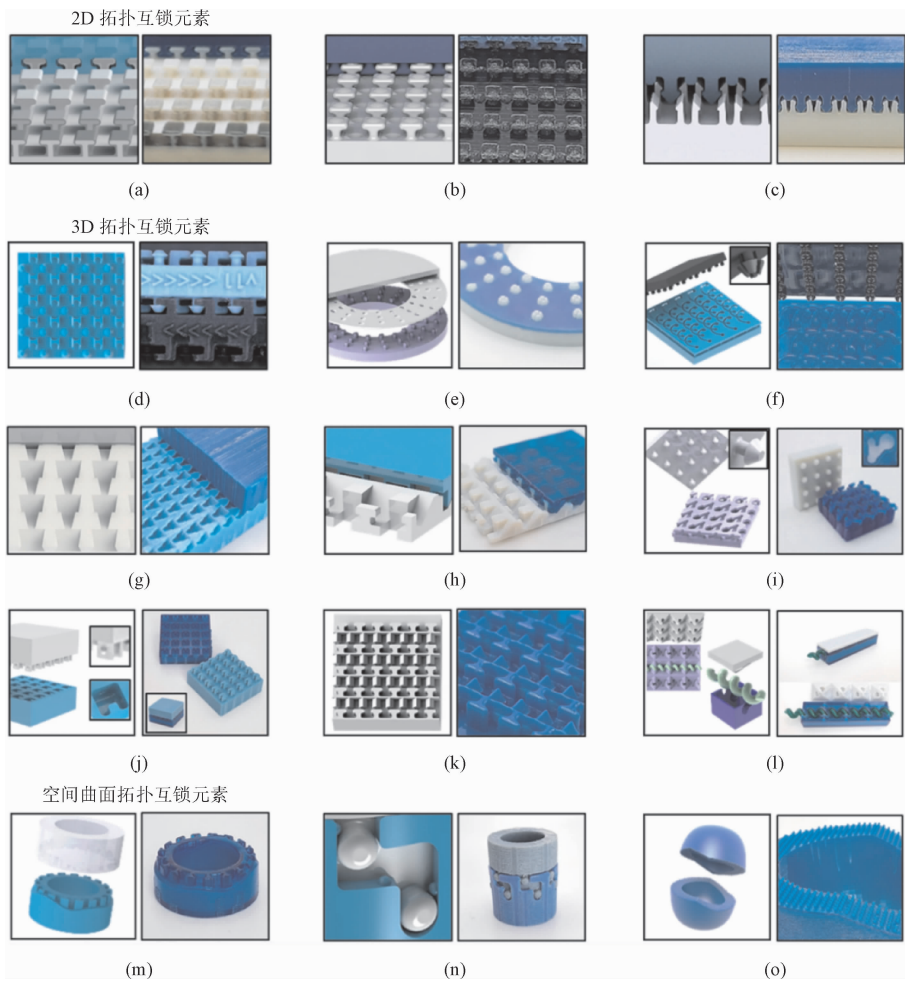 2D 拓扑互锁元素
(a) (b) (c)
3D 拓扑互锁元素
(d) (e) (f)
(g) (h) (i)
(j) (k) (l)
空间曲面拓扑互锁元素
(m) (n) (o)